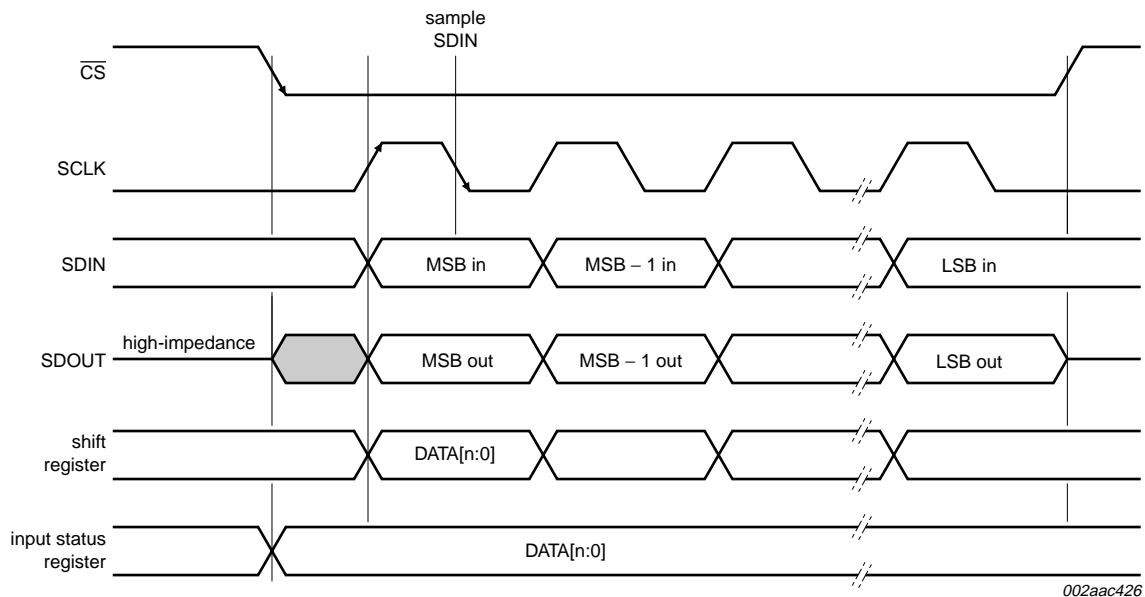 sample
SDIN
CS
SCLK
SDIN
MSB in
MSB − 1 in
LSB in
SDOUT
high-impedance
MSB out
MSB − 1 out
LSB out
shift
register
DATA[n:0]
input status
register
DATA[n:0]
002aac426